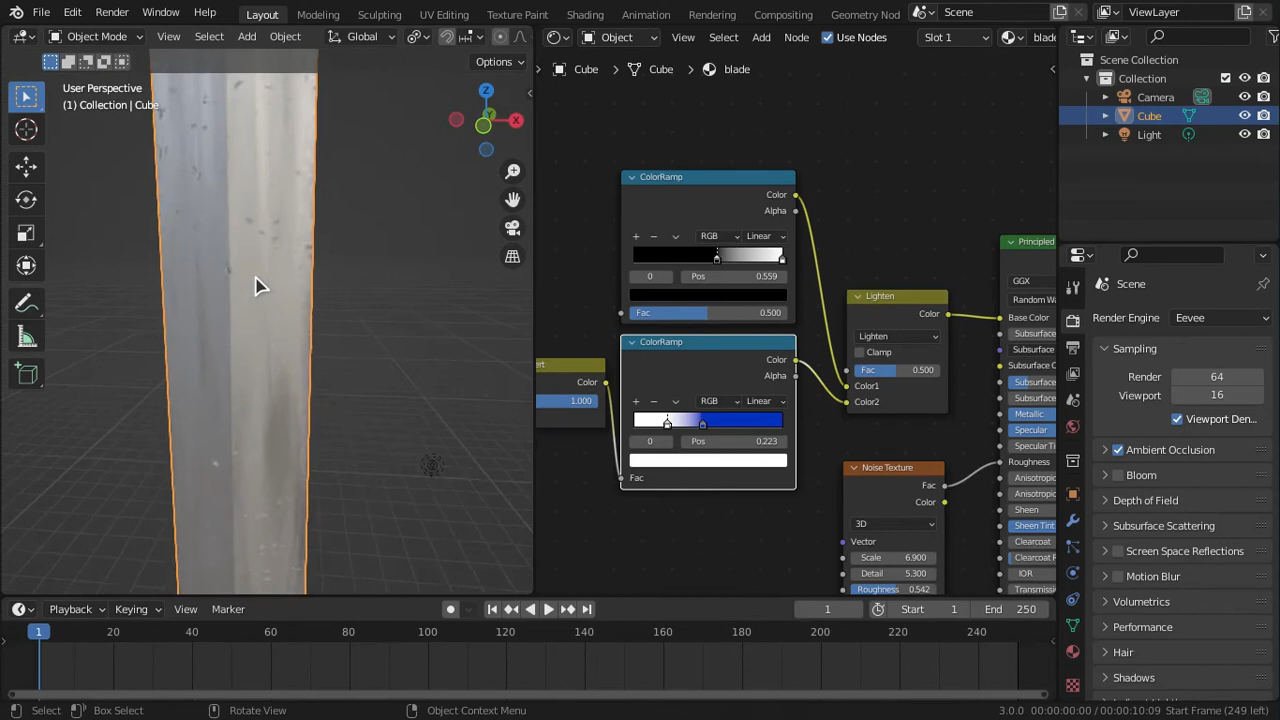 File Edit Render Window Help Layout Modeling Sculpting UV Editing Texture Paint Shading Animation Rendering Compositing Geometry Nod Scene ViewLayer
Object Mode View Select Add Object Global
Object View Select Add Node Use Nodes Slot 1 blade
Options
Cube Cube blade
User Perspective
(1) Collection | Cube
X
Z
Scene Collection
Collection
Camera
Cube
Light
ColorRamp
Color
Alpha
RGB Linear
0 Pos 0.559
Fac 0.500
ColorRamp
Color
Alpha
RGB Linear
0 Pos 0.223
Fac
Color
1.000
Lighten
Color
Lighten
Clamp
Fac 0.500
Color1
Color2
Noise Texture
Fac
Color
3D
Vector
Scale 6.900
Detail 5.300
Roughness 0.542
Principled
GGX
Random Wa
Base Color
Subsurface
Subsurface
Subsurface Co
Subsurface
Subsurface
Metallic
Specular
Specular Ti
Roughness
Anisotropic
Anisotropic
Sheen
Sheen Tint
Clearcoat
Clearcoat R
IOR
Transmissi
Scene
Render Engine Eevee
Sampling
Render 64
Viewport 16
Viewport Den...
Ambient Occlusion
Bloom
Depth of Field
Subsurface Scattering
Screen Space Reflections
Motion Blur
Volumetrics
Performance
Hair
Shadows
Playback Keying View Marker 1 Start 1 End 250
1 20 40 60 80 100 120 140 160 180 200 220 240
Select Box Select Rotate View Object Context Menu 3.0.0 00:00:00:00 / 00:00:10:09 Start Frame (249 left)